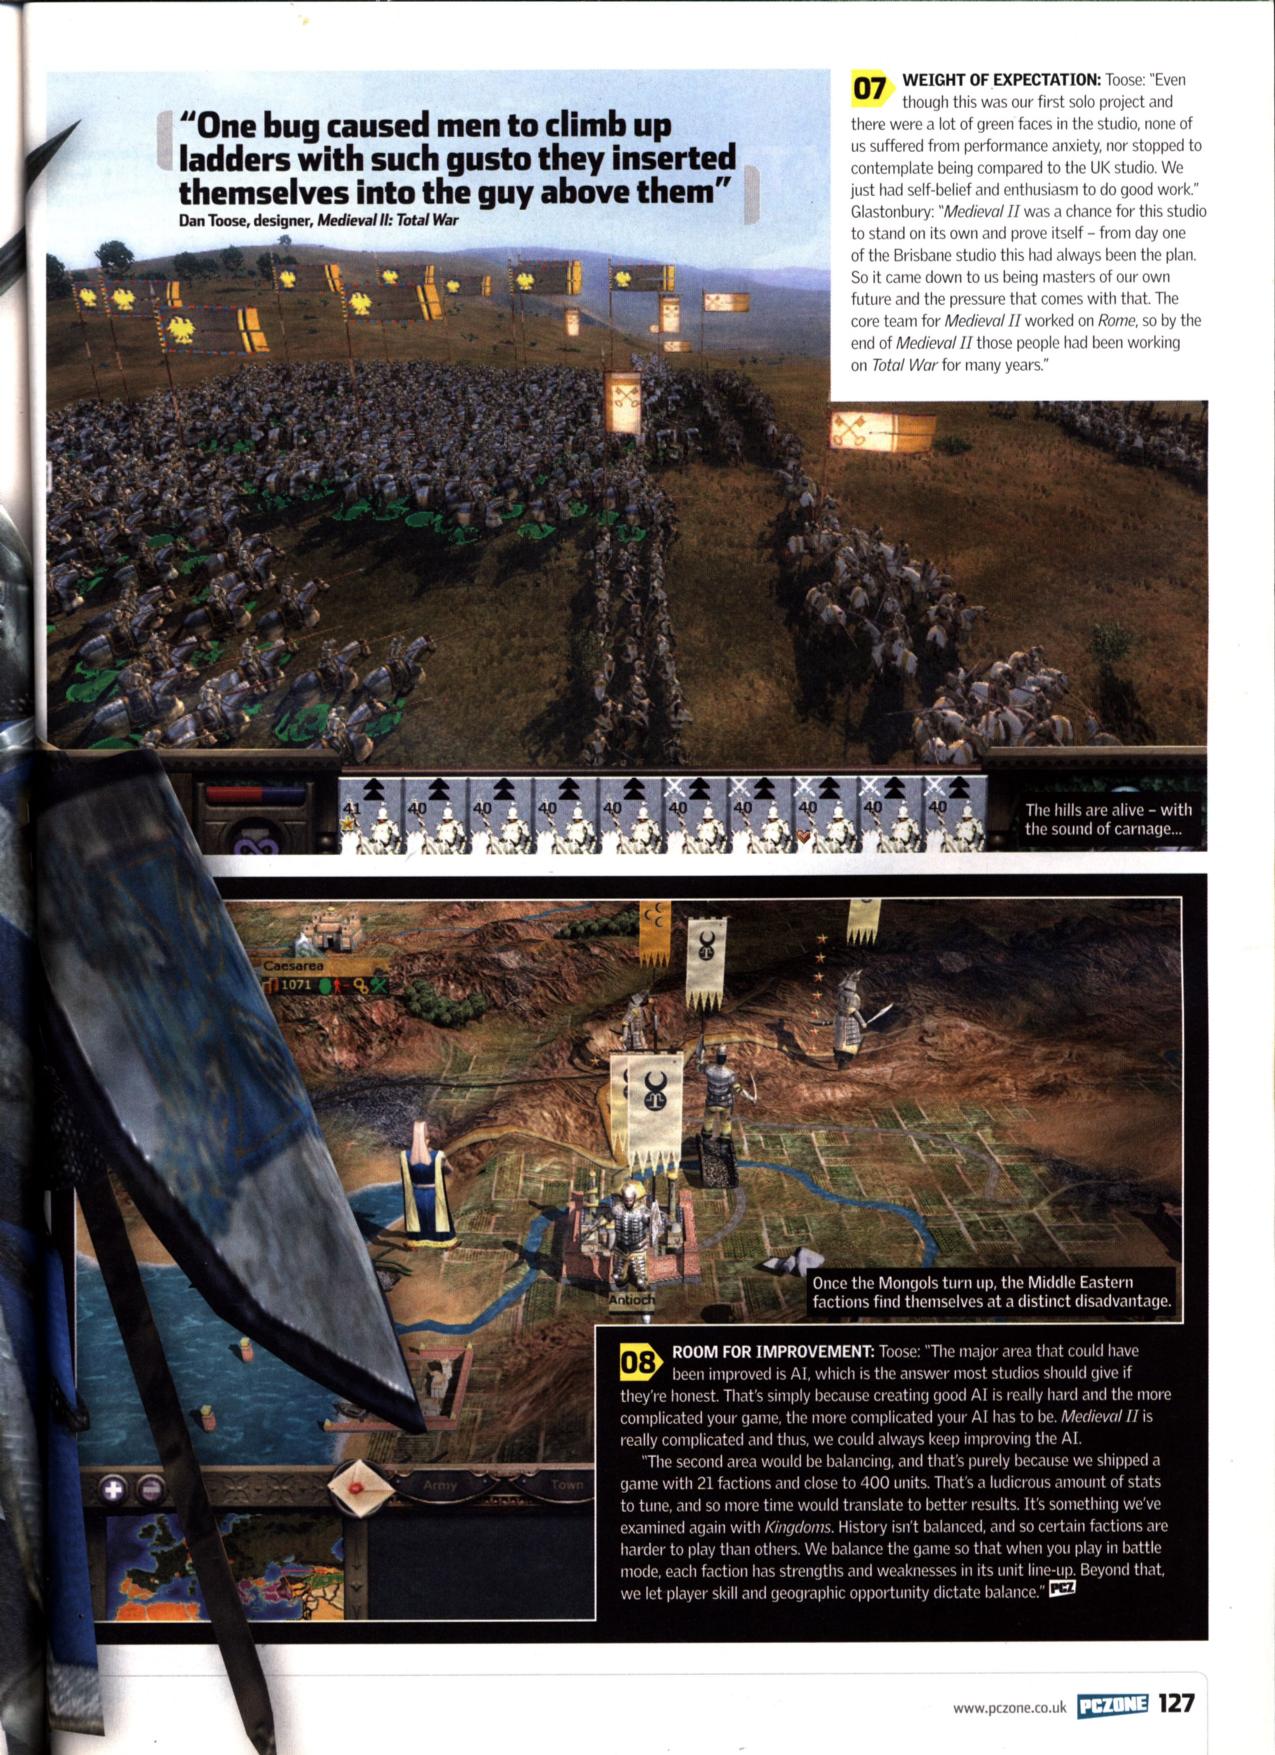 "One bug caused men to climb up
ladders with such gusto they inserted
themselves into the guy above them"
Dan Toose, designer, Medieval II: Total War
07 WEIGHT OF EXPECTATION: Toose: "Even
though this was our first solo project and
there were a lot of green faces in the studio, none of
us suffered from performance anxiety, nor stopped to
contemplate being compared to the UK studio. We
just had self-belief and enthusiasm to do good work."
Glastonbury: "Medieval II was a chance for this studio
to stand on its own and prove itself – from day one
of the Brisbane studio this had always been the plan.
So it came down to us being masters of our own
future and the pressure that comes with that. The
core team for Medieval II worked on Rome, so by the
end of Medieval II those people had been working
on Total War for many years."
41 40 40 40 40 40 40 40 40 40
The hills are alive – with
the sound of carnage...
Caesarea
1071
Antioch
Once the Mongols turn up, the Middle Eastern
factions find themselves at a distinct disadvantage.
08 ROOM FOR IMPROVEMENT: Toose: "The major area that could have
been improved is AI, which is the answer most studios should give if
they're honest. That's simply because creating good AI is really hard and the more
complicated your game, the more complicated your AI has to be. Medieval II is
really complicated and thus, we could always keep improving the AI.
"The second area would be balancing, and that's purely because we shipped a
game with 21 factions and close to 400 units. That's a ludicrous amount of stats
to tune, and so more time would translate to better results. It's something we've
examined again with Kingdoms. History isn't balanced, and so certain factions are
harder to play than others. We balance the game so that when you play in battle
mode, each faction has strengths and weaknesses in its unit line-up. Beyond that,
we let player skill and geographic opportunity dictate balance." PCZ
Army Town
www.pczone.co.uk PCZONE 127